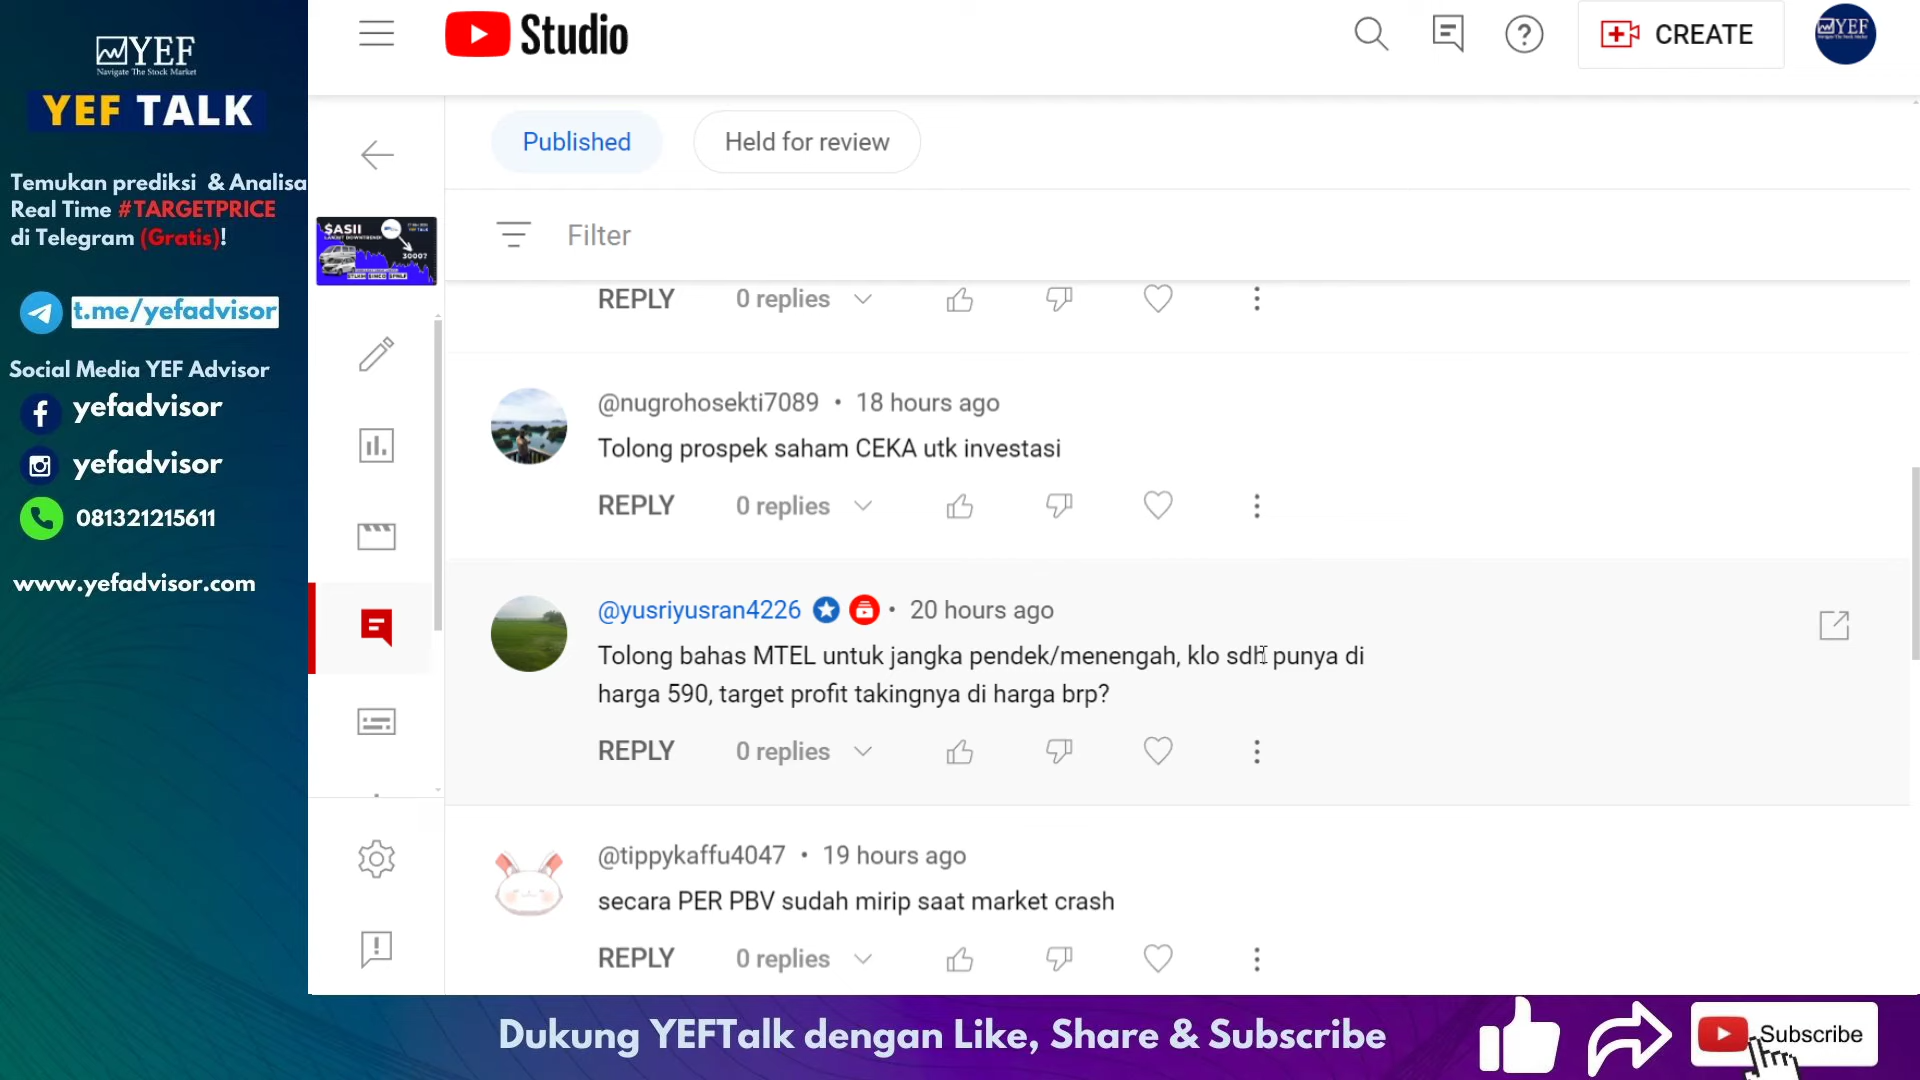 YEF
Navigate The Stock Market
YEF TALK
Temukan prediksi & Analisa
Real Time #TARGETPRICE
di Telegram (Gratis)!
t.me/yefadvisor
Social Media YEF Advisor
yefadvisor
yefadvisor
081321215611
www.yefadvisor.com
Studio
CREATE
YEF
Published
Held for review
$ASII
3000?
Filter
REPLY 0 replies
@nugrohosekti7089 • 18 hours ago
Tolong prospek saham CEKA utk investasi
REPLY 0 replies
@yusriyusran4226 • 20 hours ago
Tolong bahas MTEL untuk jangka pendek/menengah, klo sdh punya di
harga 590, target profit takingnya di harga brp?
REPLY 0 replies
@tippykaffu4047 • 19 hours ago
secara PER PBV sudah mirip saat market crash
REPLY 0 replies
Dukung YEFTalk dengan Like, Share & Subscribe
Subscribe